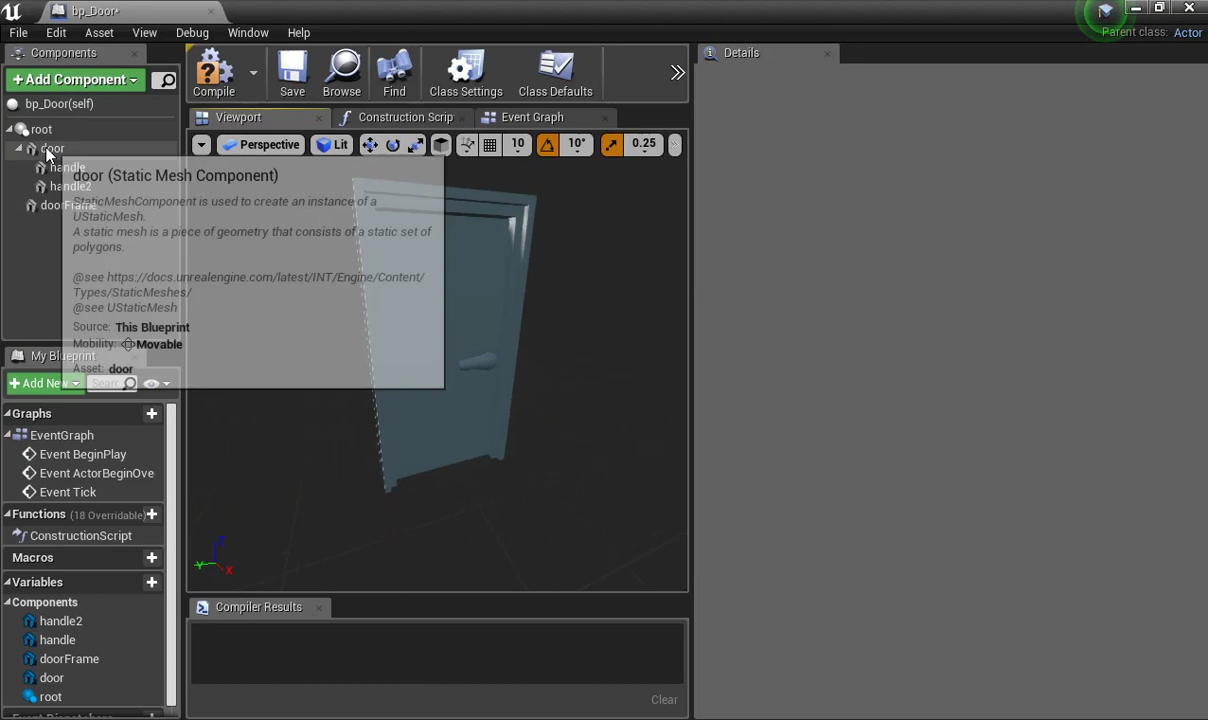 bp_Door*
File Edit Asset View Debug Window Help
Parent class: Actor
Components
Details
+Add Component
Compile
Save
Browse
Find
Class Settings
Class Defaults
bp_Door(self)
Viewport
Construction Scrip
Event Graph
root
door
Perspective
Lit
10
10°
0.25
handle
handle2
doorFrame
door (Static Mesh Component)
StaticMeshComponent is used to create an instance of a
UStaticMesh.
A static mesh is a piece of geometry that consists of a static set of
polygons.
@see https://docs.unrealengine.com/latest/INT/Engine/Content/
Types/StaticMeshes/
@see UStaticMesh
Source: This Blueprint
Mobility: Movable
Asset: door
My Blueprint
+Add New
Searc
Graphs
EventGraph
Event BeginPlay
Event ActorBeginOve
Event Tick
Functions (18 Overridable)
ConstructionScript
Macros
Variables
Components
handle2
handle
doorFrame
door
root
Event Dispatchers
Z
Y
X
Compiler Results
Clear